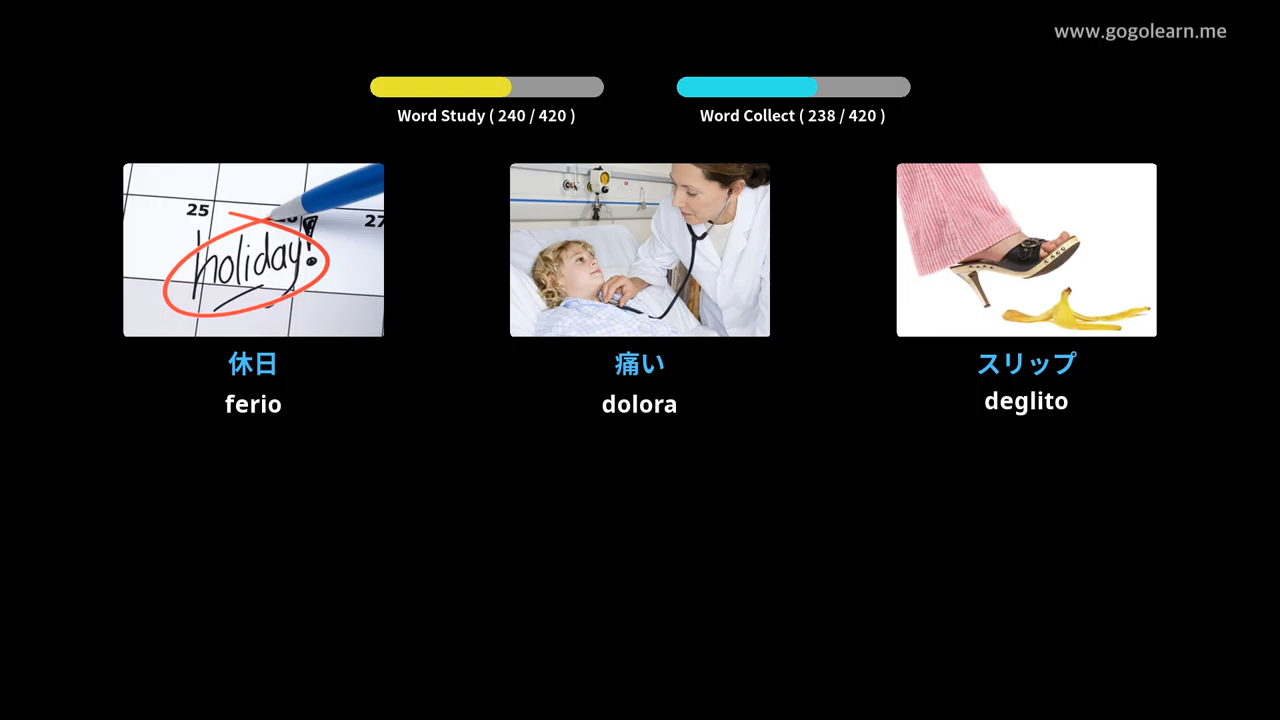 www.gogolearn.me
Word Study ( 240 / 420 )
Word Collect ( 238 / 420 )
25
27
holiday!
休日
痛い
スリップ
ferio
dolora
deglito